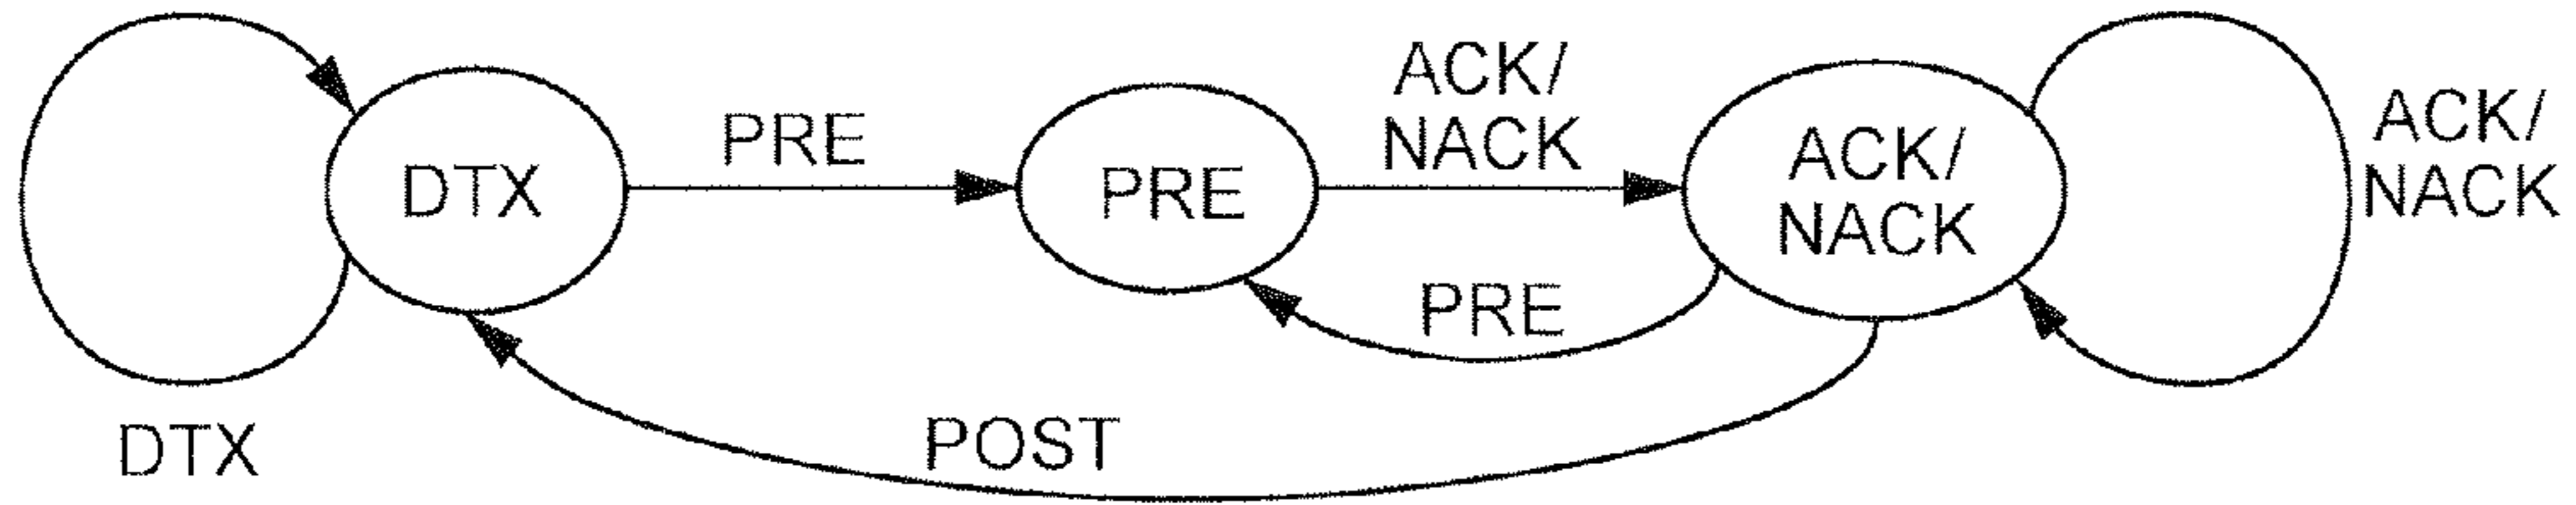 DTX
PRE
PRE
ACK/
NACK
ACK/
NACK
ACK/
NACK
PRE
DTX
POST